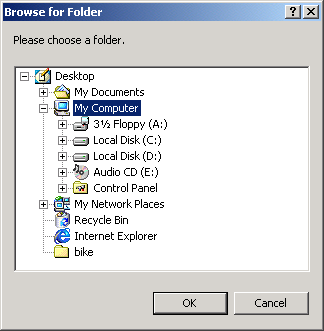 Browse for Folder
Please choose a folder.
Desktop
My Documents
My Computer
3½ Floppy (A:)
Local Disk (C:)
Local Disk (D:)
Audio CD (E:)
Control Panel
My Network Places
Recycle Bin
Internet Explorer
bike
OK Cancel